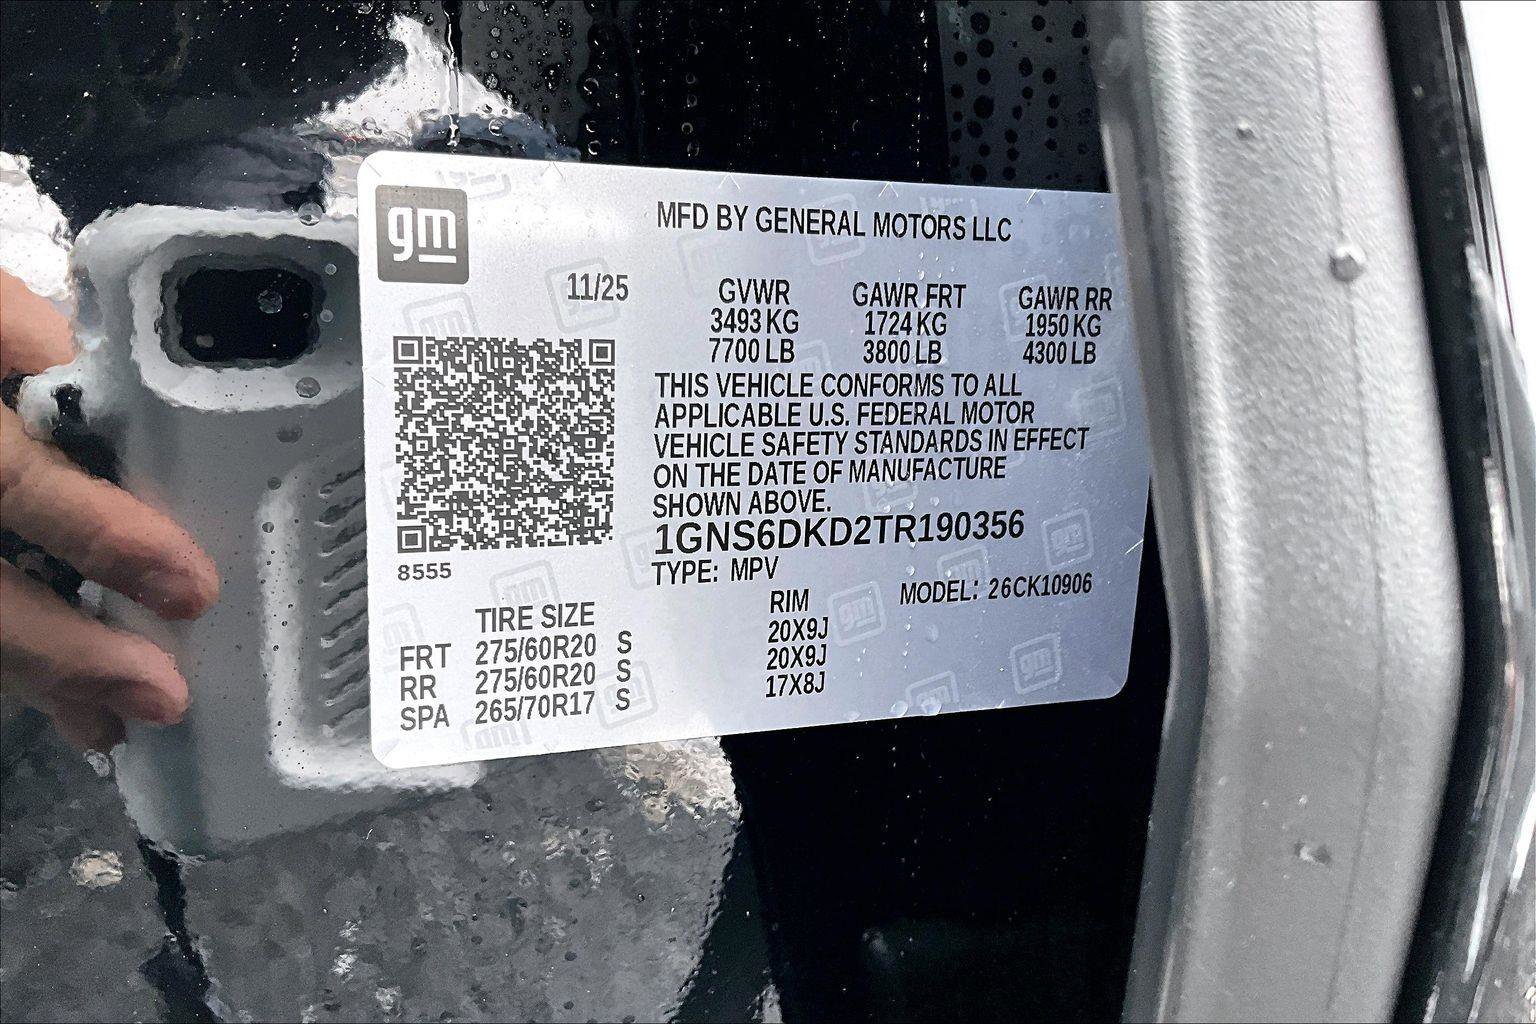 gm
MFD BY GENERAL MOTORS LLC
11/25
GVWR GAWR FRT GAWR RR
3493 KG 1724 KG 1950 KG
7700 LB 3800 LB 4300 LB
THIS VEHICLE CONFORMS TO ALL
APPLICABLE U.S. FEDERAL MOTOR
VEHICLE SAFETY STANDARDS IN EFFECT
ON THE DATE OF MANUFACTURE
SHOWN ABOVE.
1GNS6DKD2TR190356
8555
TYPE: MPV
MODEL: 26CK10906
TIRE SIZE RIM
FRT 275/60R20 S 20X9J
RR 275/60R20 S 20X9J
SPA 265/70R17 S 17X8J